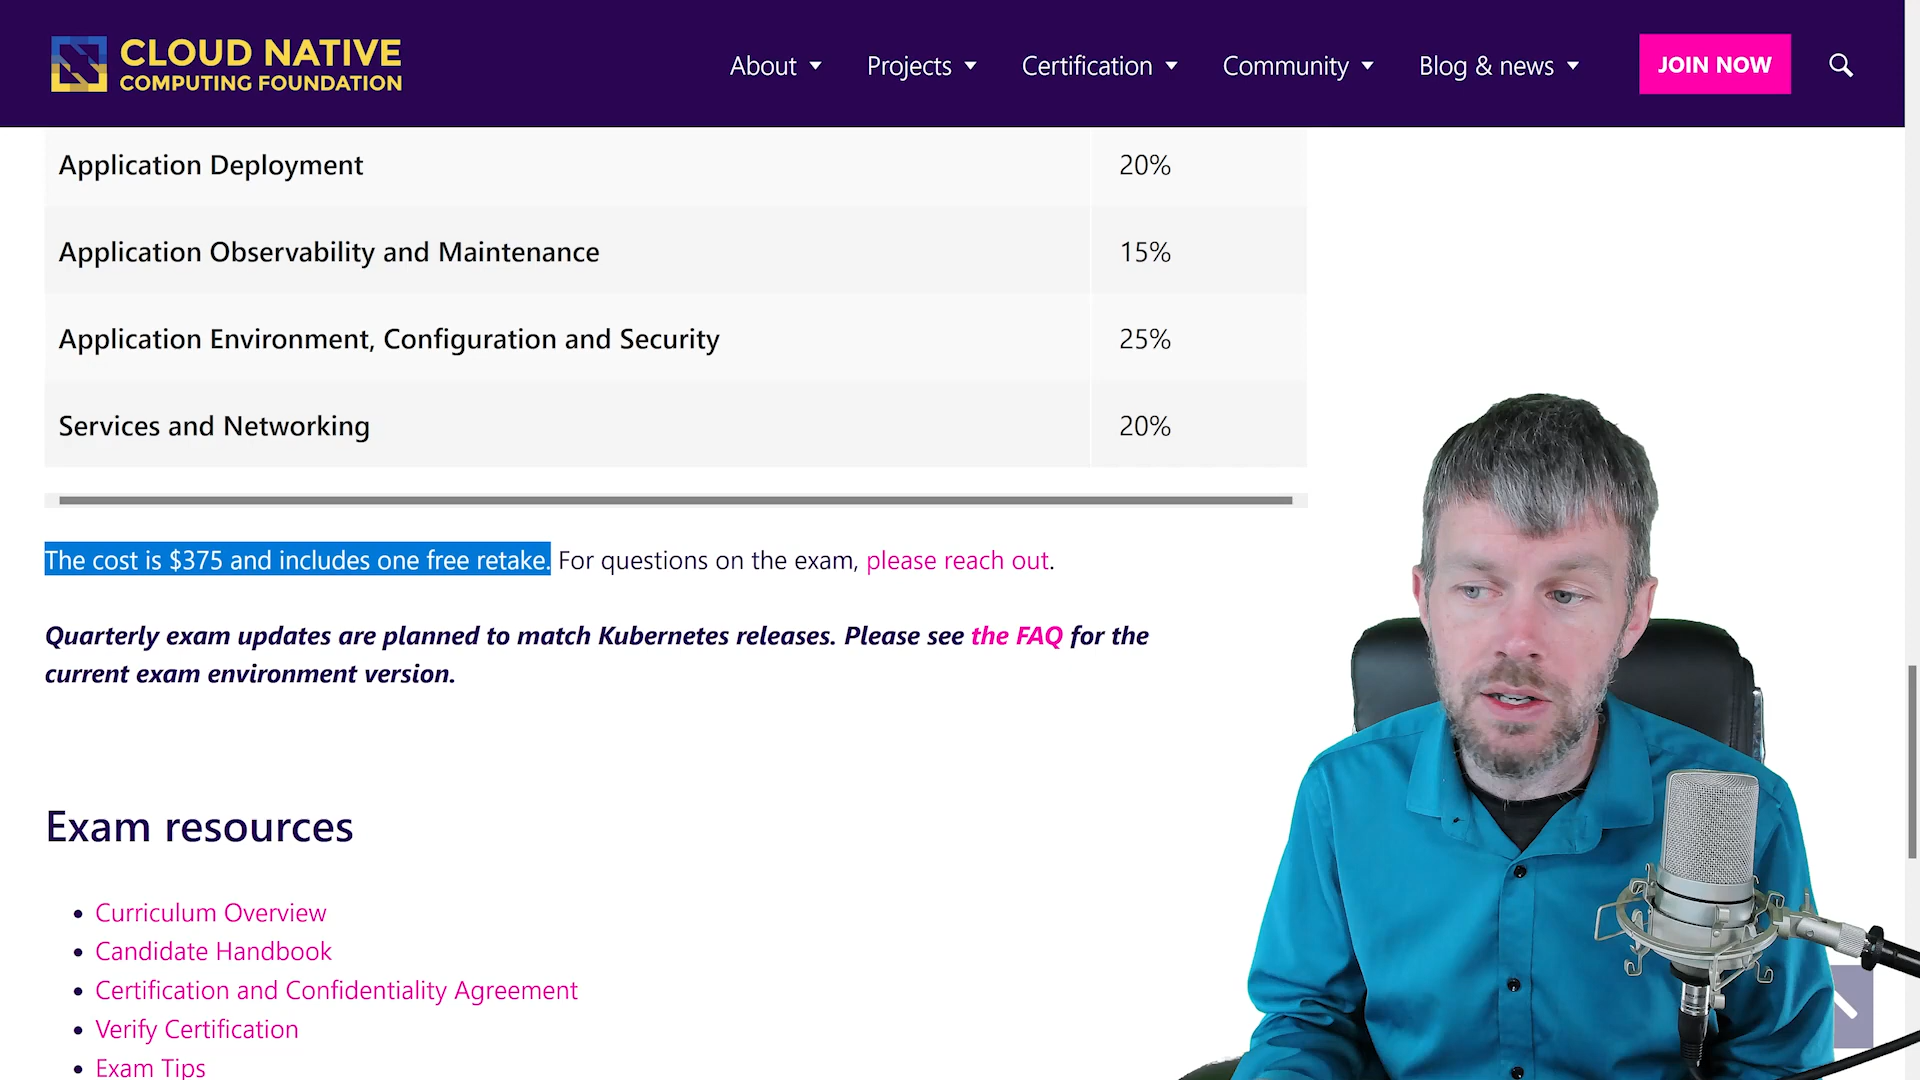 CLOUD NATIVE
COMPUTING FOUNDATION
About Projects Certification Community Blog & news JOIN NOW
Application Deployment 20%
Application Observability and Maintenance 15%
Application Environment, Configuration and Security 25%
Services and Networking 20%
The cost is $375 and includes one free retake. For questions on the exam, please reach out.
Quarterly exam updates are planned to match Kubernetes releases. Please see the FAQ for the
current exam environment version.
Exam resources
Curriculum Overview
Candidate Handbook
Certification and Confidentiality Agreement
Verify Certification
Exam Tips